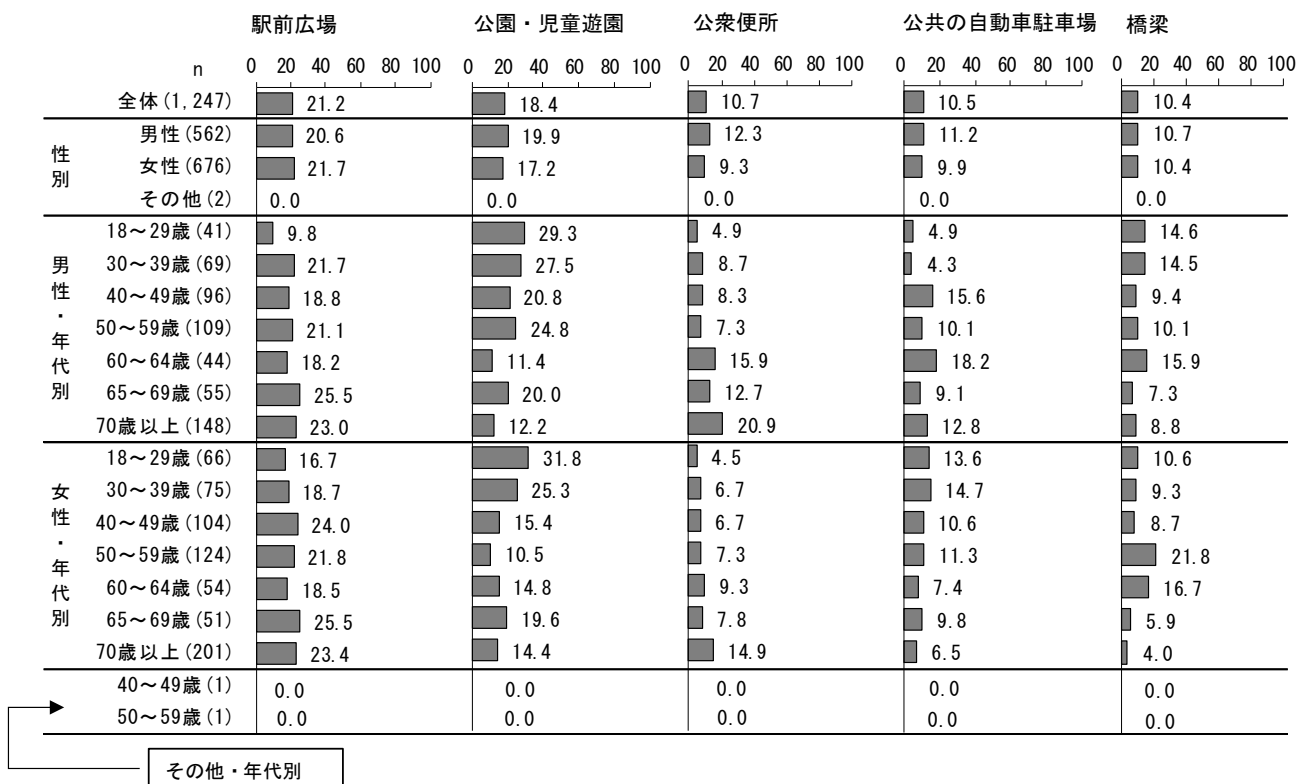 駅前広場 公園・児童遊園 公衆便所 公共の自動車駐車場 橋梁
n 0 20 40 60 80 100 0 20 40 60 80 100 0 20 40 60 80 100 0 20 40 60 80 100 0 20 40 60 80 100
全体(1,247) 21.2 18.4 10.7 10.5 10.4
性別
男性(562) 20.6 19.9 12.3 11.2 10.7
女性(676) 21.7 17.2 9.3 9.9 10.4
その他(2) 0.0 0.0 0.0 0.0 0.0
男性・年代別
18～29歳(41) 9.8 29.3 4.9 4.9 14.6
30～39歳(69) 21.7 27.5 8.7 4.3 14.5
40～49歳(96) 18.8 20.8 8.3 15.6 9.4
50～59歳(109) 21.1 24.8 7.3 10.1 10.1
60～64歳(44) 18.2 11.4 15.9 18.2 15.9
65～69歳(55) 25.5 20.0 12.7 9.1 7.3
70歳以上(148) 23.0 12.2 20.9 12.8 8.8
女性・年代別
18～29歳(66) 16.7 31.8 4.5 13.6 10.6
30～39歳(75) 18.7 25.3 6.7 14.7 9.3
40～49歳(104) 24.0 15.4 6.7 10.6 8.7
50～59歳(124) 21.8 10.5 7.3 11.3 21.8
60～64歳(54) 18.5 14.8 9.3 7.4 16.7
65～69歳(51) 25.5 19.6 7.8 9.8 5.9
70歳以上(201) 23.4 14.4 14.9 6.5 4.0
40～49歳(1) 0.0 0.0 0.0 0.0 0.0
50～59歳(1) 0.0 0.0 0.0 0.0 0.0
その他・年代別